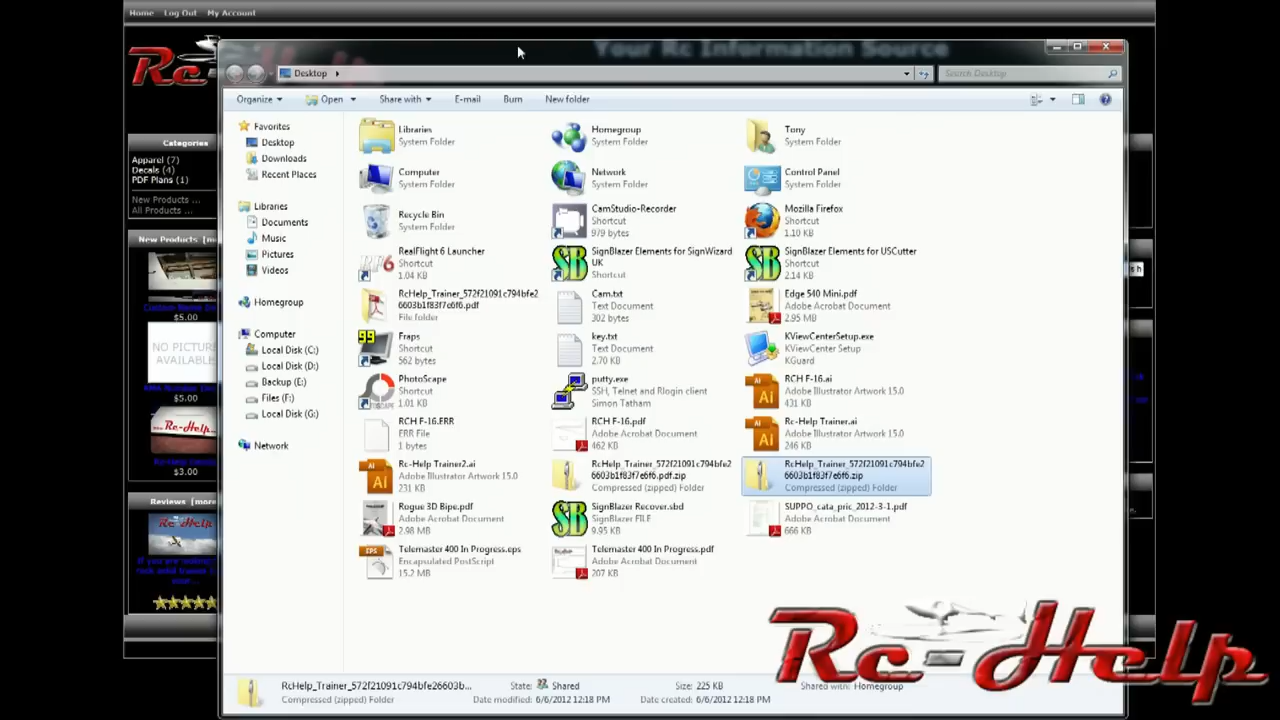 Home Log Out My Account
Your Rc Information Source
Rc-
Desktop
Search Desktop
Organize Open Share with E-mail Burn New folder
Favorites
Desktop
Downloads
Recent Places
Libraries
Documents
Music
Pictures
Videos
Homegroup
Computer
Local Disk (C:)
Local Disk (D:)
Backup (E:)
Files (F:)
Local Disk (G:)
Network
Libraries
System Folder
Homegroup
System Folder
Tony
System Folder
Computer
System Folder
Network
System Folder
Control Panel
System Folder
Recycle Bin
System Folder
CamStudio-Recorder
Shortcut
979 bytes
Mozilla Firefox
Shortcut
1.10 KB
RealFlight 6 Launcher
Shortcut
1.04 KB
SignBlazer Elements for SignWizard
UK
Shortcut
SignBlazer Elements for USCutter
Shortcut
2.14 KB
RcHelp_Trainer_572f21091c794bfe2
6603b1f83f7e6f6.pdf
File folder
Cam.txt
Text Document
302 bytes
Edge 540 Mini.pdf
Adobe Acrobat Document
2.95 MB
Fraps
Shortcut
562 bytes
key.txt
Text Document
2.70 KB
KViewCenterSetup.exe
KViewCenter Setup
KGuard
PhotoScape
Shortcut
1.01 KB
putty.exe
SSH, Telnet and Rlogin client
Simon Tatham
RCH F-16.ai
Adobe Illustrator Artwork 15.0
431 KB
RCH F-16.ERR
ERR File
1 bytes
RCH F-16.pdf
Adobe Acrobat Document
462 KB
Rc-Help Trainer.ai
Adobe Illustrator Artwork 15.0
246 KB
Rc-Help Trainer2.ai
Adobe Illustrator Artwork 15.0
231 KB
RcHelp_Trainer_572f21091c794bfe2
6603b1f83f7e6f6.pdf.zip
Compressed (zipped) Folder
RcHelp_Trainer_572f21091c794bfe2
6603b1f83f7e6f6.zip
Compressed (zipped) Folder
Rogue 3D Bipe.pdf
Adobe Acrobat Document
2.98 MB
SignBlazer Recover.sbd
SignBlazer FILE
9.95 KB
SUPPO_cata_pric_2012-3-1.pdf
Adobe Acrobat Document
666 KB
Telemaster 400 In Progress.eps
Encapsulated PostScript
15.2 MB
Telemaster 400 In Progress.pdf
Adobe Acrobat Document
207 KB
Categories
Apparel (7)
Decals (4)
PDF Plans (1)
New Products ...
All Products ...
New Products [mo
$5.00
NO PICTURE
AVAILABLE
$5.00
Rc-Help
$3.00
Reviews [more
Rc-Help
RcHelp_Trainer_572f21091c794bfe26603b... State: Shared Size: 225 KB Shared with: Homegroup
Compressed (zipped) Folder Date modified: 6/6/2012 12:18 PM Date created: 6/6/2012 12:18 PM
Rc-Help